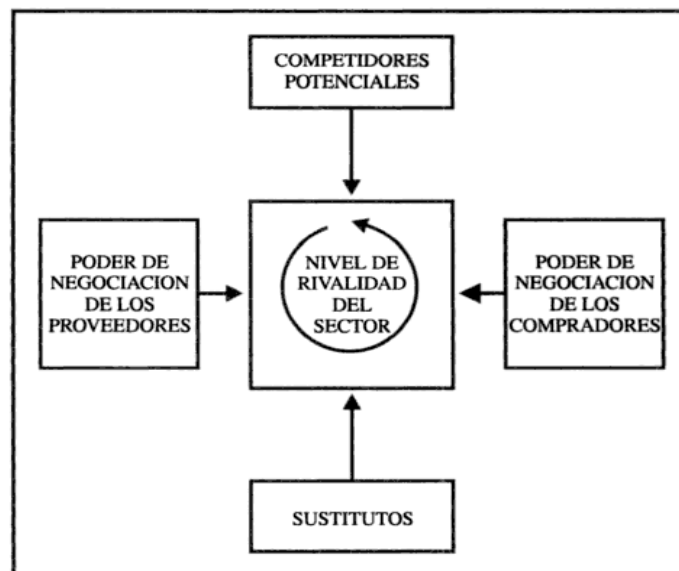 COMPETIDORES
POTENCIALES
PODER DE
NEGOCIACION
DE LOS
PROVEEDORES
NIVEL DE
RIVALIDAD
DEL
SECTOR
PODER DE
NEGOCIACION
DE LOS
COMPRADORES
SUSTITUTOS